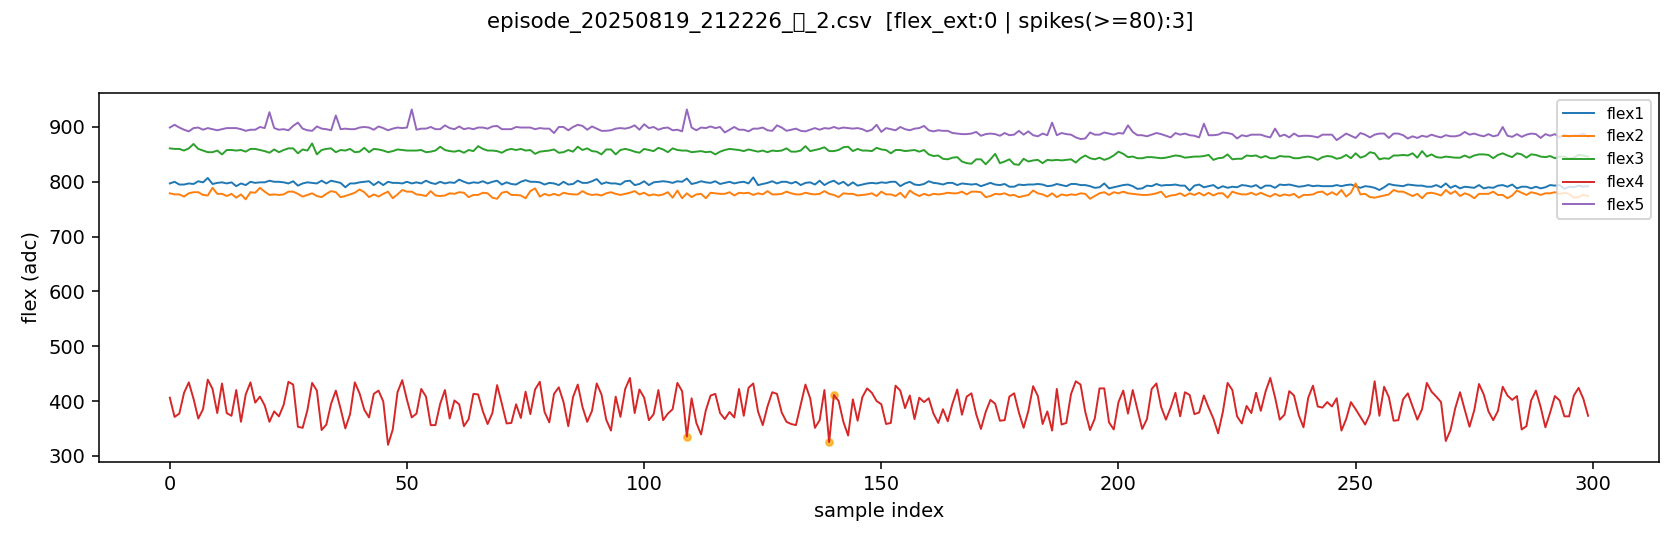 episode_20250819_212226_▯_2.csv [flex_ext:0 | spikes(>=80):3]
flex (adc)
900
800
700
600
500
400
300
0
50
100
150
200
250
300
sample index
flex1
flex2
flex3
flex4
flex5